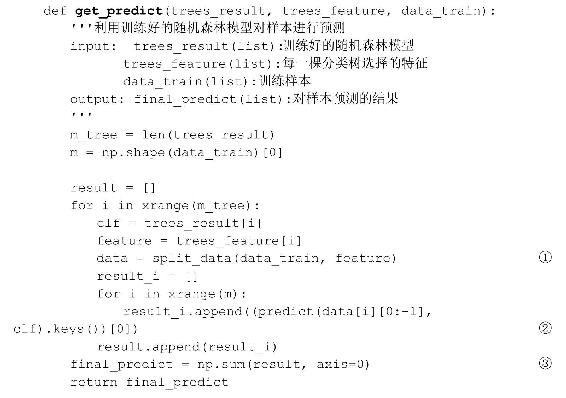 def get_predict(trees_result, trees_feature, data_train):
'''利用训练好的随机森林模型对样本进行预测
input: trees_result(list):训练好的随机森林模型
trees_feature(list):每一棵分类树选择的特征
data_train(list):训练样本
output: final_predict(list):对样本预测的结果
'''
m_tree = len(trees_result)
m = np.shape(data_train)[0]
result = []
for i in xrange(m_tree):
clf = trees_result[i]
feature = trees_feature[i]
data = split_data(data_train, feature) ①
result_i = []
for i in xrange(m):
result_i.append((predict(data[i][0:-1],
clf).keys())[0]) ②
result.append(result_i)
final_predict = np.sum(result, axis=0) ③
return final_predict